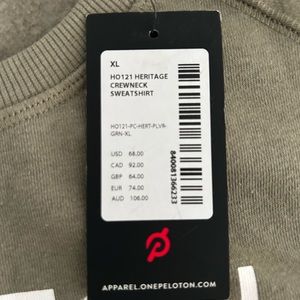 XL
HO121 HERITAGE
CREWNECK
SWEATSHIRT
HO121-PC-HERT-PLVR-
GRN-XL
USD 68.00
CAD 92.00
GBP 64.00
EUR 74.00
AUD 106.00
840081366233
APPAREL.ONEPELOTON.COM